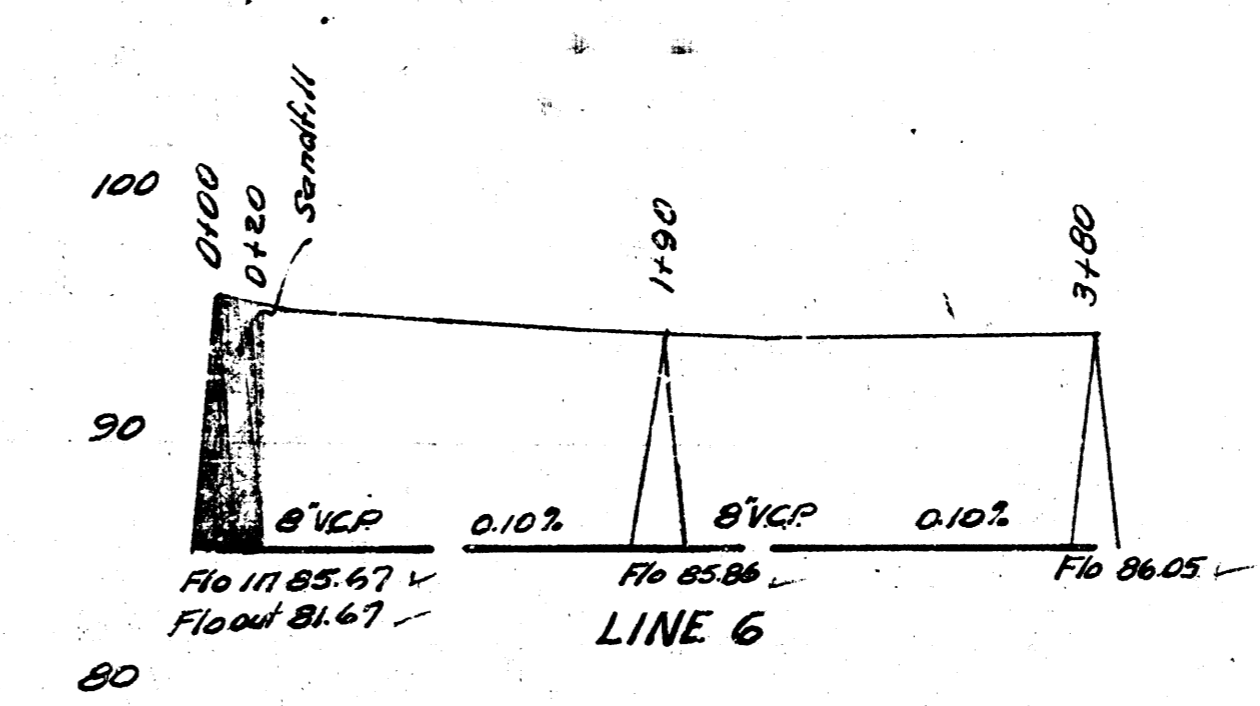 100
0+00
0+20
Sandfill
1+90
3+80
90
8" V.C.P.
0.10%
8" V.C.P.
0.10%
Flo in 85.67
Flo out 81.67
Flo 85.86
Flo 86.05
LINE 6
80